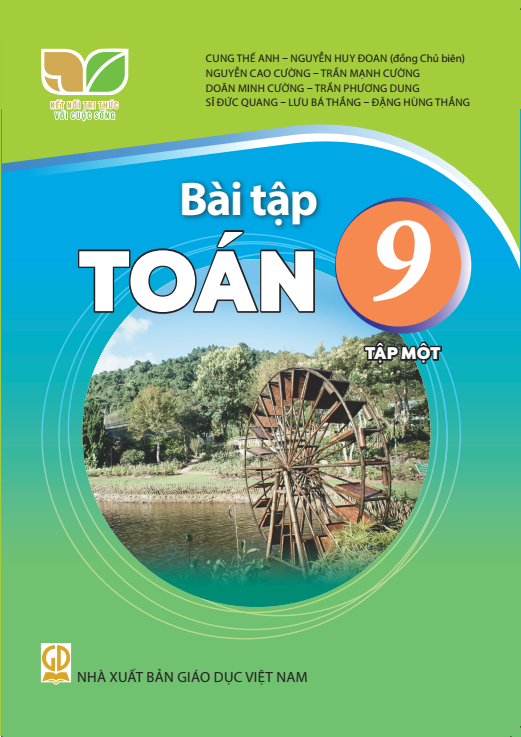 CUNG THẾ ANH – NGUYỄN HUY ĐOAN (đồng Chủ biên)
NGUYỄN CAO CƯỜNG – TRẦN MẠNH CƯỜNG
DOÃN MINH CƯỜNG – TRẦN PHƯƠNG DUNG
SĨ ĐỨC QUANG – LƯU BÁ THẮNG – ĐẶNG HÙNG THẮNG
KẾT NỐI TRI THỨC
VỚI CUỘC SỐNG
Bài tập
TOÁN 9
TẬP MỘT
GD
NHÀ XUẤT BẢN GIÁO DỤC VIỆT NAM